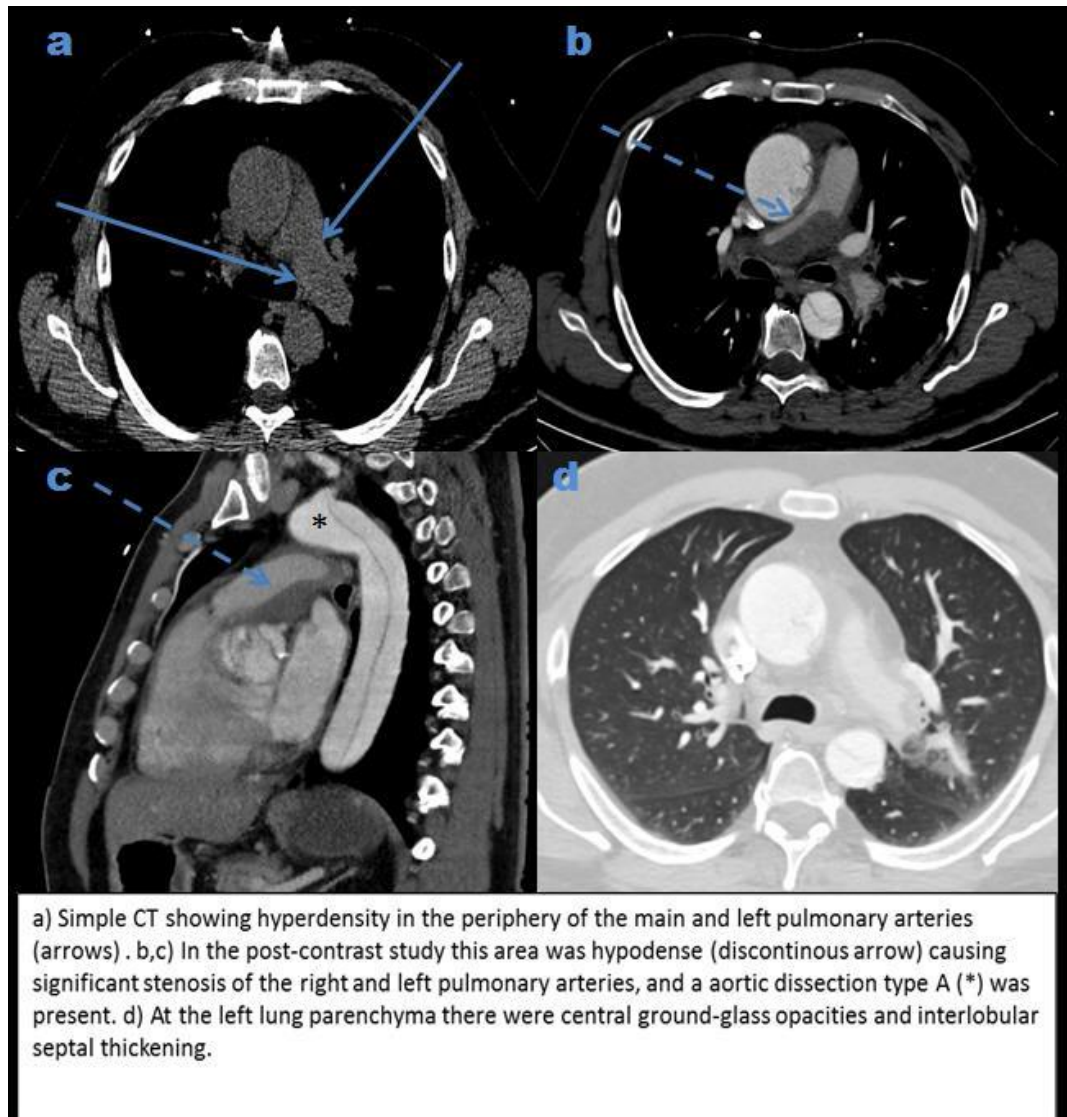 a
b
c
*
d
a) Simple CT showing hyperdensity in the periphery of the main and left pulmonary arteries
(arrows) . b,c) In the post-contrast study this area was hypodense (discontinous arrow) causing
significant stenosis of the right and left pulmonary arteries, and a aortic dissection type A (*) was
present. d) At the left lung parenchyma there were central ground-glass opacities and interlobular
septal thickening.